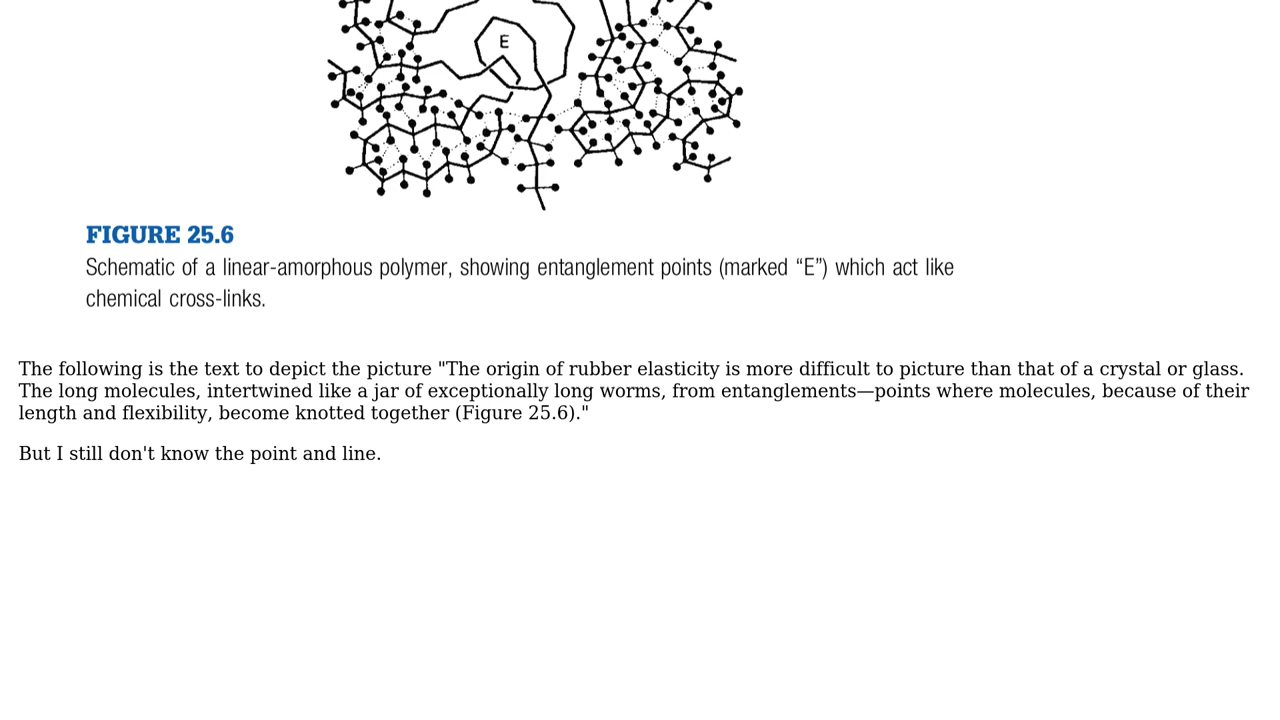 E
FIGURE 25.6
Schematic of a linear-amorphous polymer, showing entanglement points (marked “E”) which act like
chemical cross-links.
The following is the text to depict the picture "The origin of rubber elasticity is more difficult to picture than that of a crystal or glass.
The long molecules, intertwined like a jar of exceptionally long worms, from entanglements—points where molecules, because of their
length and flexibility, become knotted together (Figure 25.6)."
But I still don't know the point and line.